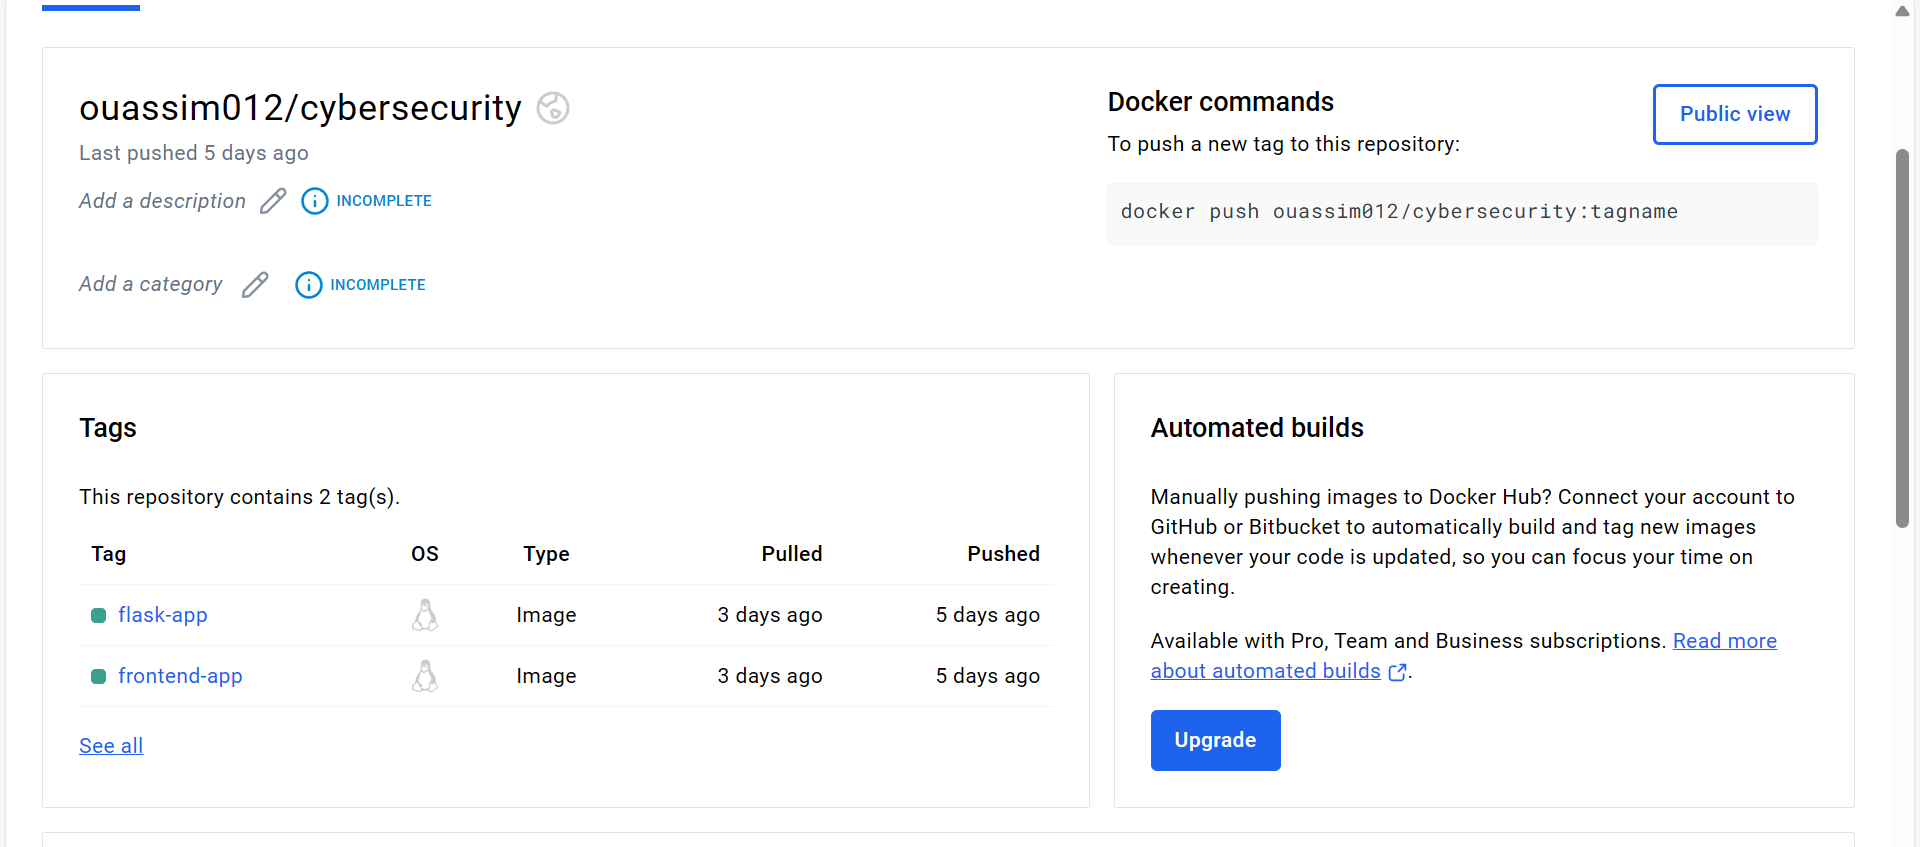 ouassim012/cybersecurity
Last pushed 5 days ago
Add a description INCOMPLETE
Add a category INCOMPLETE
Docker commands
Public view
To push a new tag to this repository:
docker push ouassim012/cybersecurity:tagname
Tags
This repository contains 2 tag(s).
Tag OS Type Pulled Pushed
flask-app Image 3 days ago 5 days ago
frontend-app Image 3 days ago 5 days ago
See all
Automated builds
Manually pushing images to Docker Hub? Connect your account to
GitHub or Bitbucket to automatically build and tag new images
whenever your code is updated, so you can focus your time on
creating.
Available with Pro, Team and Business subscriptions. Read more
about automated builds.
Upgrade